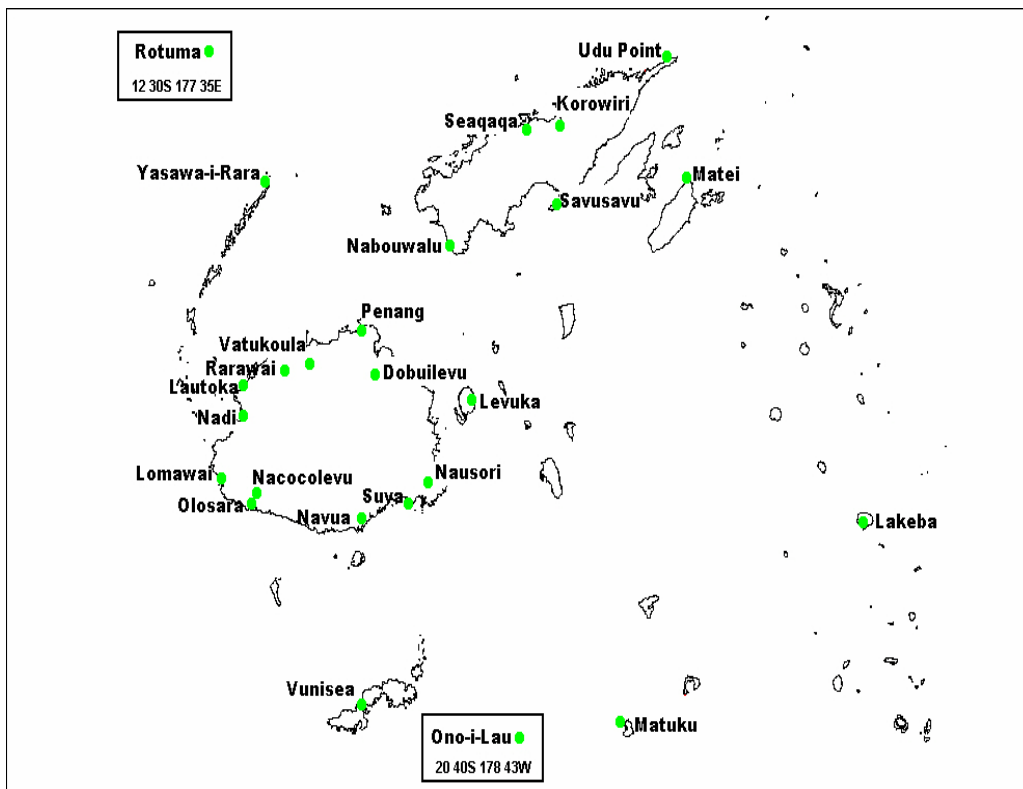 Rotuma
12 30S 177 35E
Udu Point
Korowiri
Seaqaqa
Yasawa-i-Rara
Matei
Savusavu
Nabouwalu
Penang
Vatukoula
Rarawai
Dobuilevu
Lautoka
Levuka
Nadi
Lomawai
Nacocolevu
Nausori
Olosara
Suva
Navua
Lakeba
Vunisea
Matuku
Ono-i-Lau
20 40S 178 43W